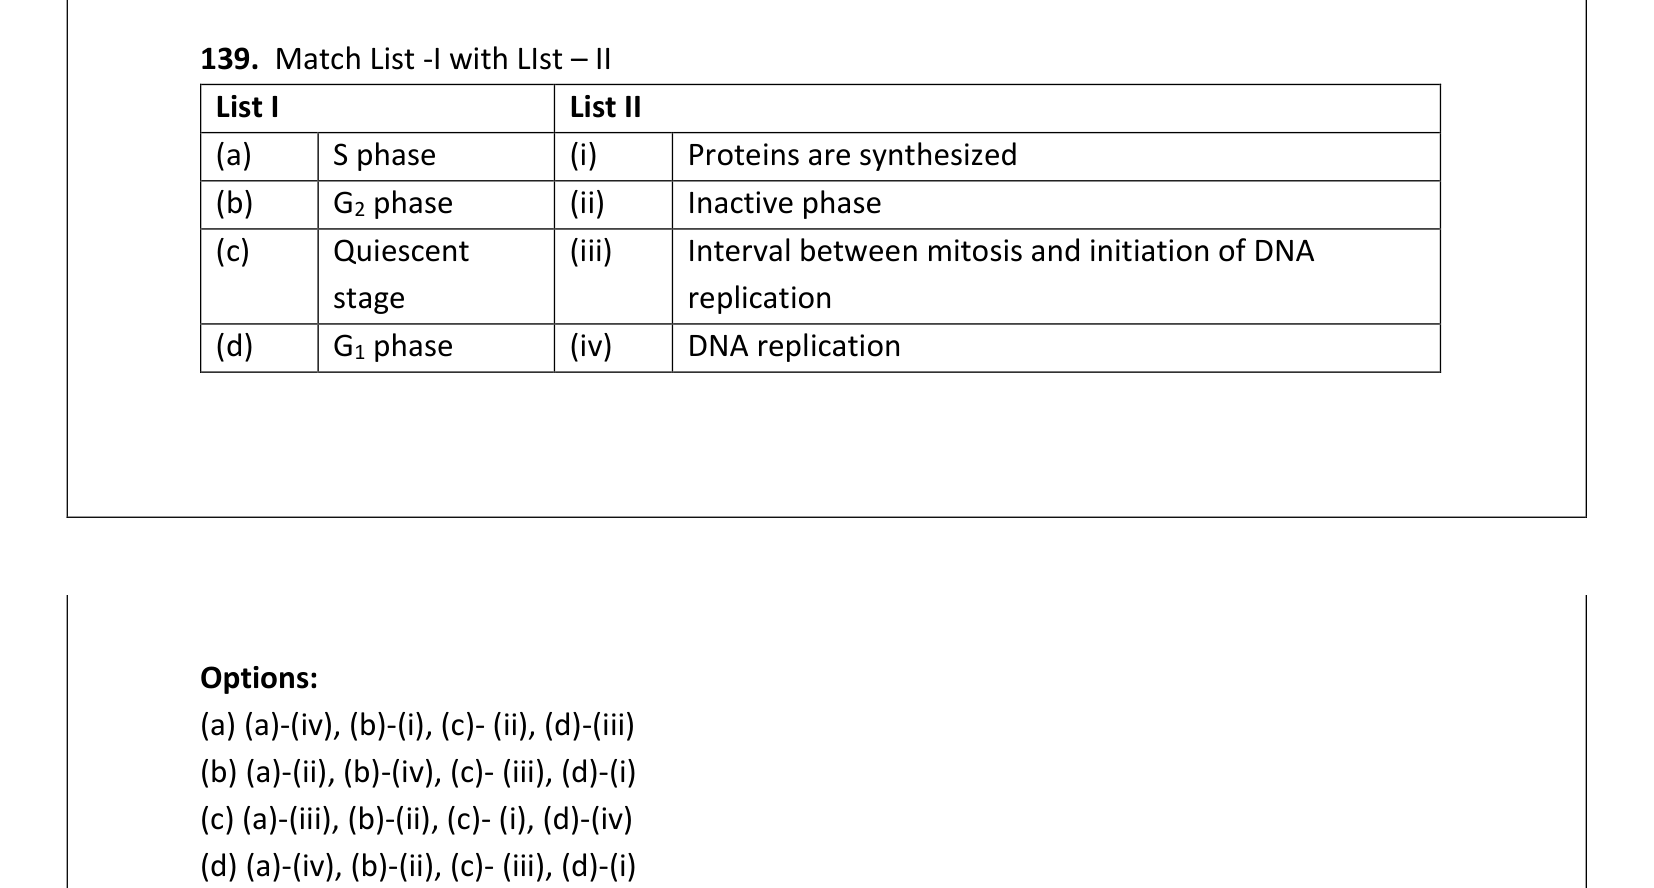 139. Match List -I with LIst – II
List I List II
(a) S phase (i) Proteins are synthesized
(b) G₂ phase (ii) Inactive phase
(c) Quiescent stage (iii) Interval between mitosis and initiation of DNA replication
(d) G₁ phase (iv) DNA replication
Options:
(a) (a)-(iv), (b)-(i), (c)- (ii), (d)-(iii)
(b) (a)-(ii), (b)-(iv), (c)- (iii), (d)-(i)
(c) (a)-(iii), (b)-(ii), (c)- (i), (d)-(iv)
(d) (a)-(iv), (b)-(ii), (c)- (iii), (d)-(i)